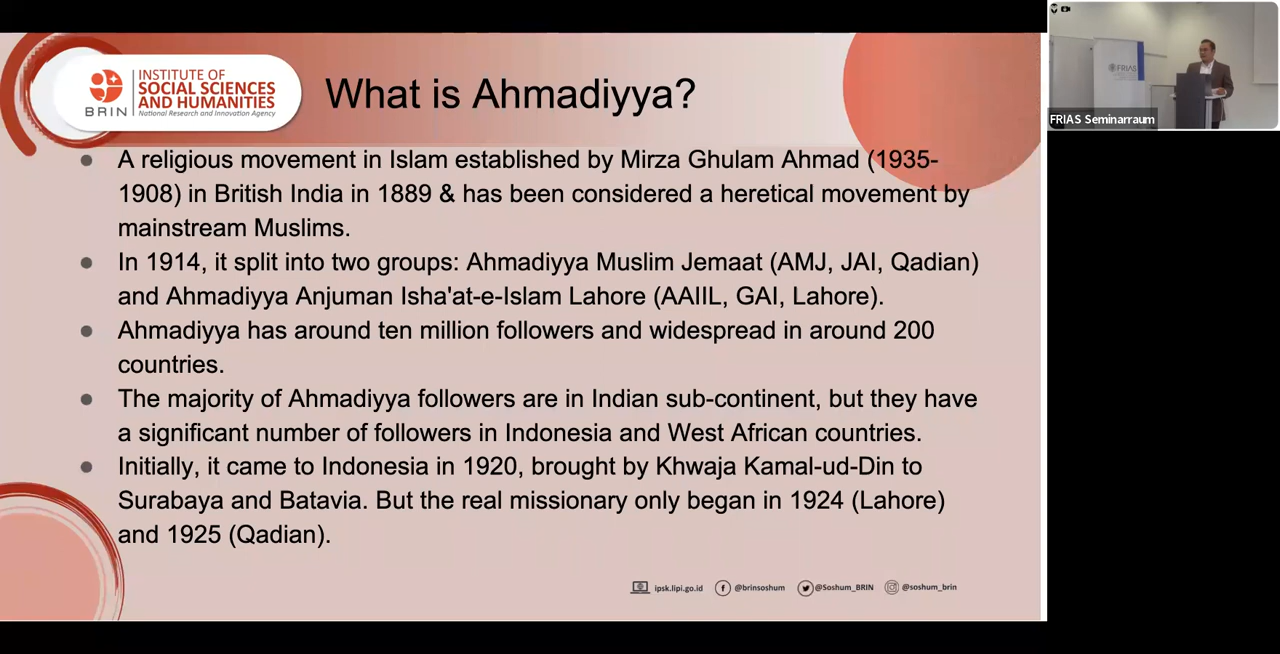 BRIN
INSTITUTE OF
SOCIAL SCIENCES
AND HUMANITIES
National Research and Innovation Agency
What is Ahmadiyya?
A religious movement in Islam established by Mirza Ghulam Ahmad (1935-
1908) in British India in 1889 & has been considered a heretical movement by
mainstream Muslims.
In 1914, it split into two groups: Ahmadiyya Muslim Jemaat (AMJ, JAI, Qadian)
and Ahmadiyya Anjuman Isha'at-e-Islam Lahore (AAIIL, GAI, Lahore).
Ahmadiyya has around ten million followers and widespread in around 200
countries.
The majority of Ahmadiyya followers are in Indian sub-continent, but they have
a significant number of followers in Indonesia and West African countries.
Initially, it came to Indonesia in 1920, brought by Khwaja Kamal-ud-Din to
Surabaya and Batavia. But the real missionary only began in 1924 (Lahore)
and 1925 (Qadian).
ipsk.lipi.go.id @brinsoshum @Soshum_BRIN @soshum_brin
FRIAS
FRIAS Seminarraum